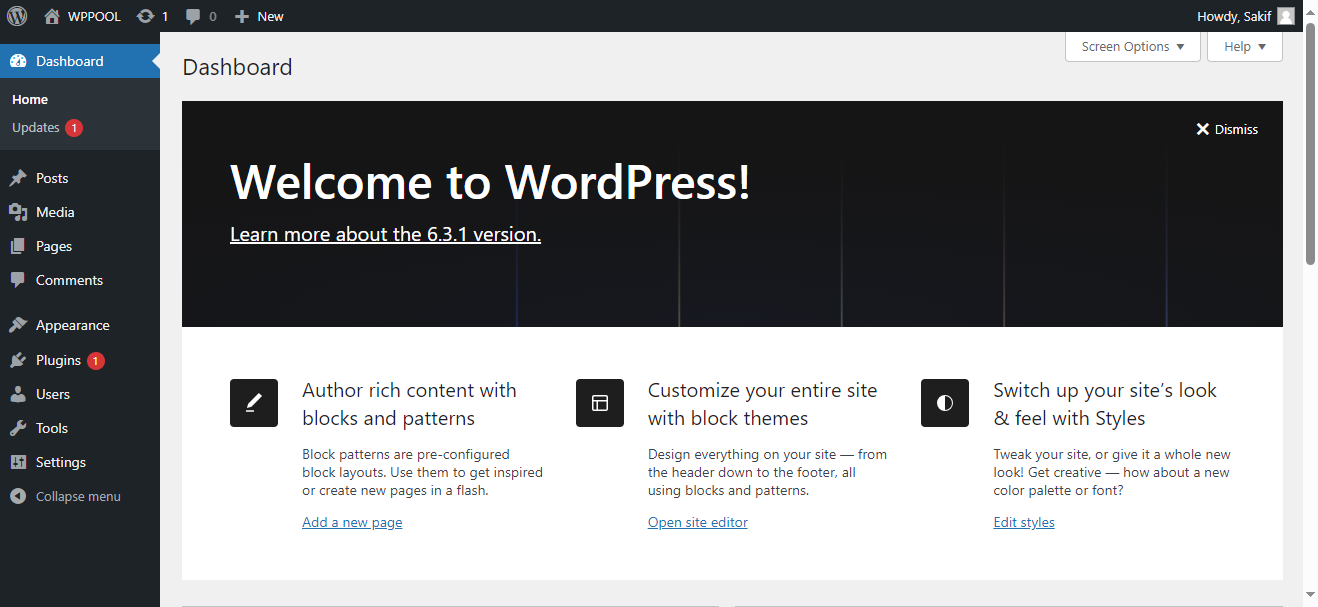 WPPOOL 1 0 New Howdy, Sakif
Screen Options Help
Dashboard
Home
Updates 1
Posts
Media
Pages
Comments
Appearance
Plugins 1
Users
Tools
Settings
Collapse menu
Dashboard
Dismiss
Welcome to WordPress!
Learn more about the 6.3.1 version.
Author rich content with
blocks and patterns
Block patterns are pre-configured
block layouts. Use them to get inspired
or create new pages in a flash.
Add a new page
Customize your entire site
with block themes
Design everything on your site — from
the header down to the footer, all
using blocks and patterns.
Open site editor
Switch up your site’s look
& feel with Styles
Tweak your site, or give it a whole new
look! Get creative — how about a new
color palette or font?
Edit styles